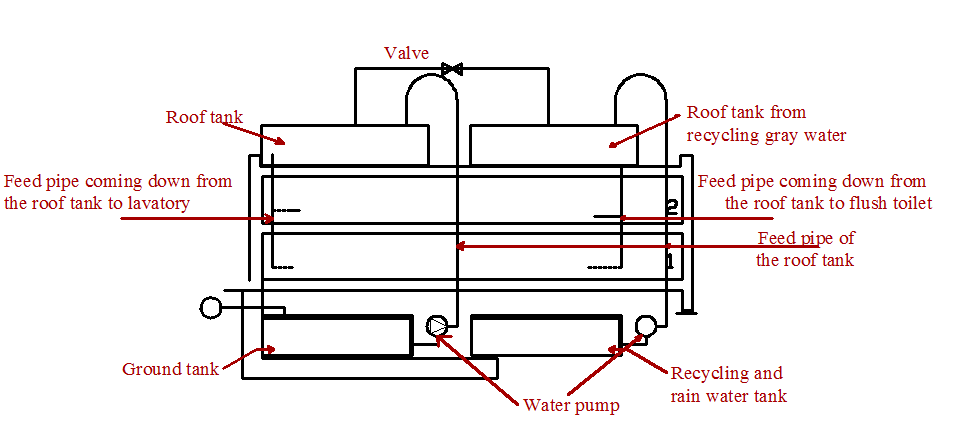 Valve
Roof tank
Roof tank from
recycling gray water
Feed pipe coming down from
the roof tank to lavatory
Feed pipe coming down from
the roof tank to flush toilet
2
Feed pipe of
the roof tank
1
Ground tank
Water pump
Recycling and
rain water tank